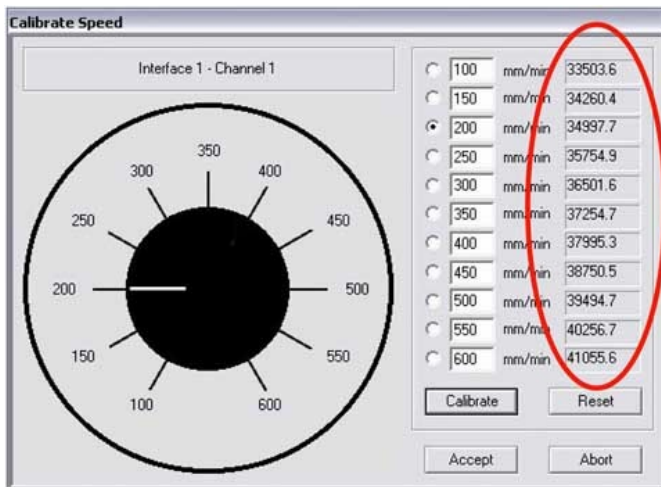 Calibrate Speed
Interface 1 - Channel 1
100
150
200
250
300
350
400
450
500
550
600
100 mm/min 33503.6
150 mm/min 34260.4
200 mm/min 34997.7
250 mm/min 35754.9
300 mm/min 36501.6
350 mm/min 37254.7
400 mm/min 37995.3
450 mm/min 38750.5
500 mm/min 39494.7
550 mm/min 40256.7
600 mm/min 41055.6
Calibrate Reset
Accept Abort